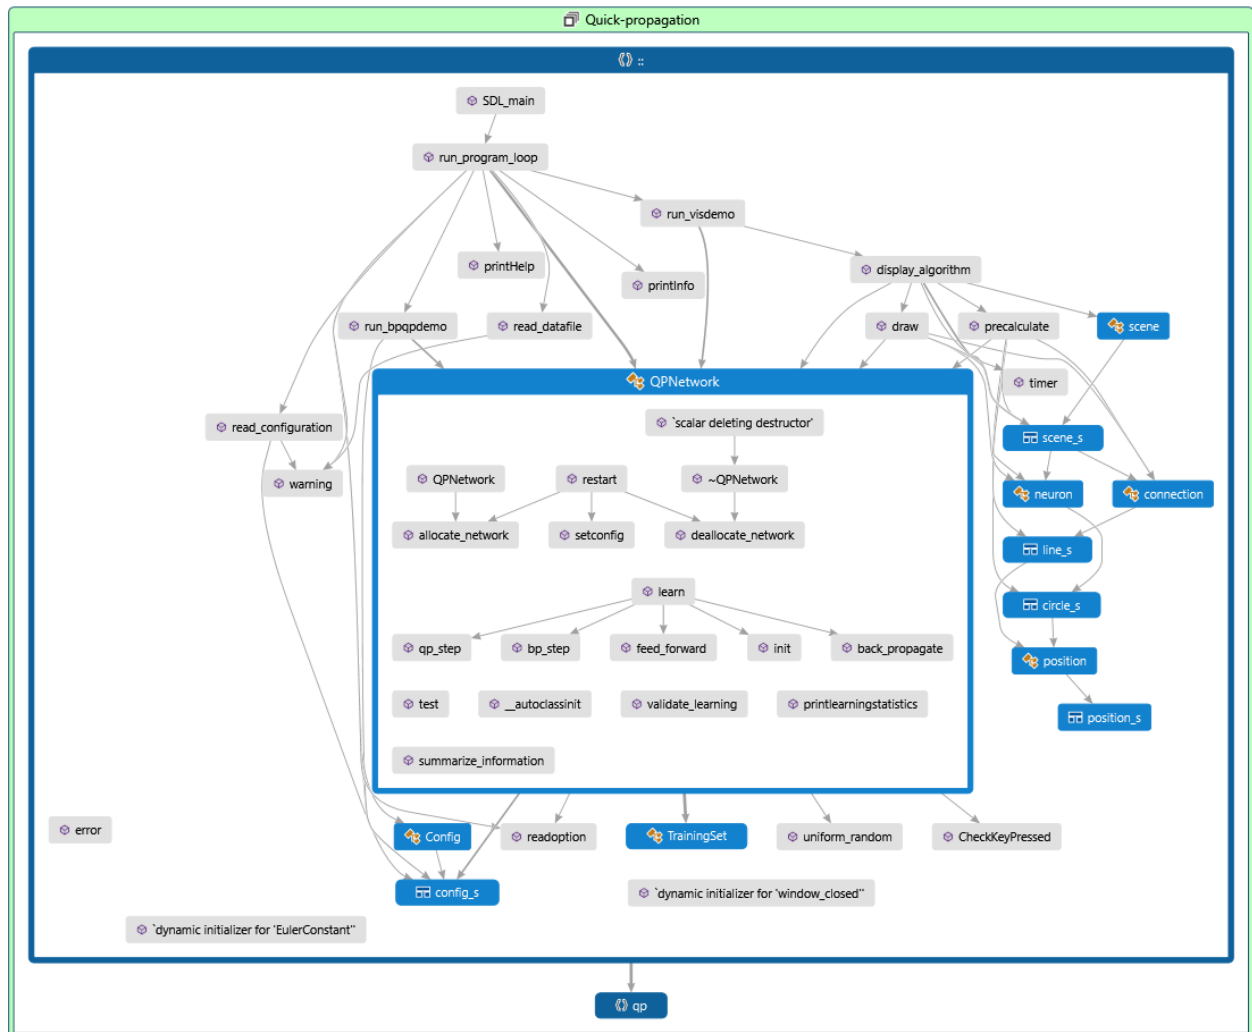 Quick-propagation
::
SDL_main
run_program_loop
run_visdemo
printHelp
display_algorithm
printInfo
run_bpqpdemo
read_datafile
draw
precalculate
scene
QPNetwork
timer
`scalar deleting destructor'
read_configuration
scene_s
warning
QPNetwork
restart
~QPNetwork
neuron
connection
allocate_network
setconfig
deallocate_network
line_s
learn
circle_s
qp_step
bp_step
feed_forward
init
back_propagate
position
test
__autoclassinit
validate_learning
printlearningstatistics
position_s
summarize_information
error
Config
readoption
TrainingSet
uniform_random
CheckKeyPressed
config_s
`dynamic initializer for 'window_closed''
`dynamic initializer for 'EulerConstant''
qp